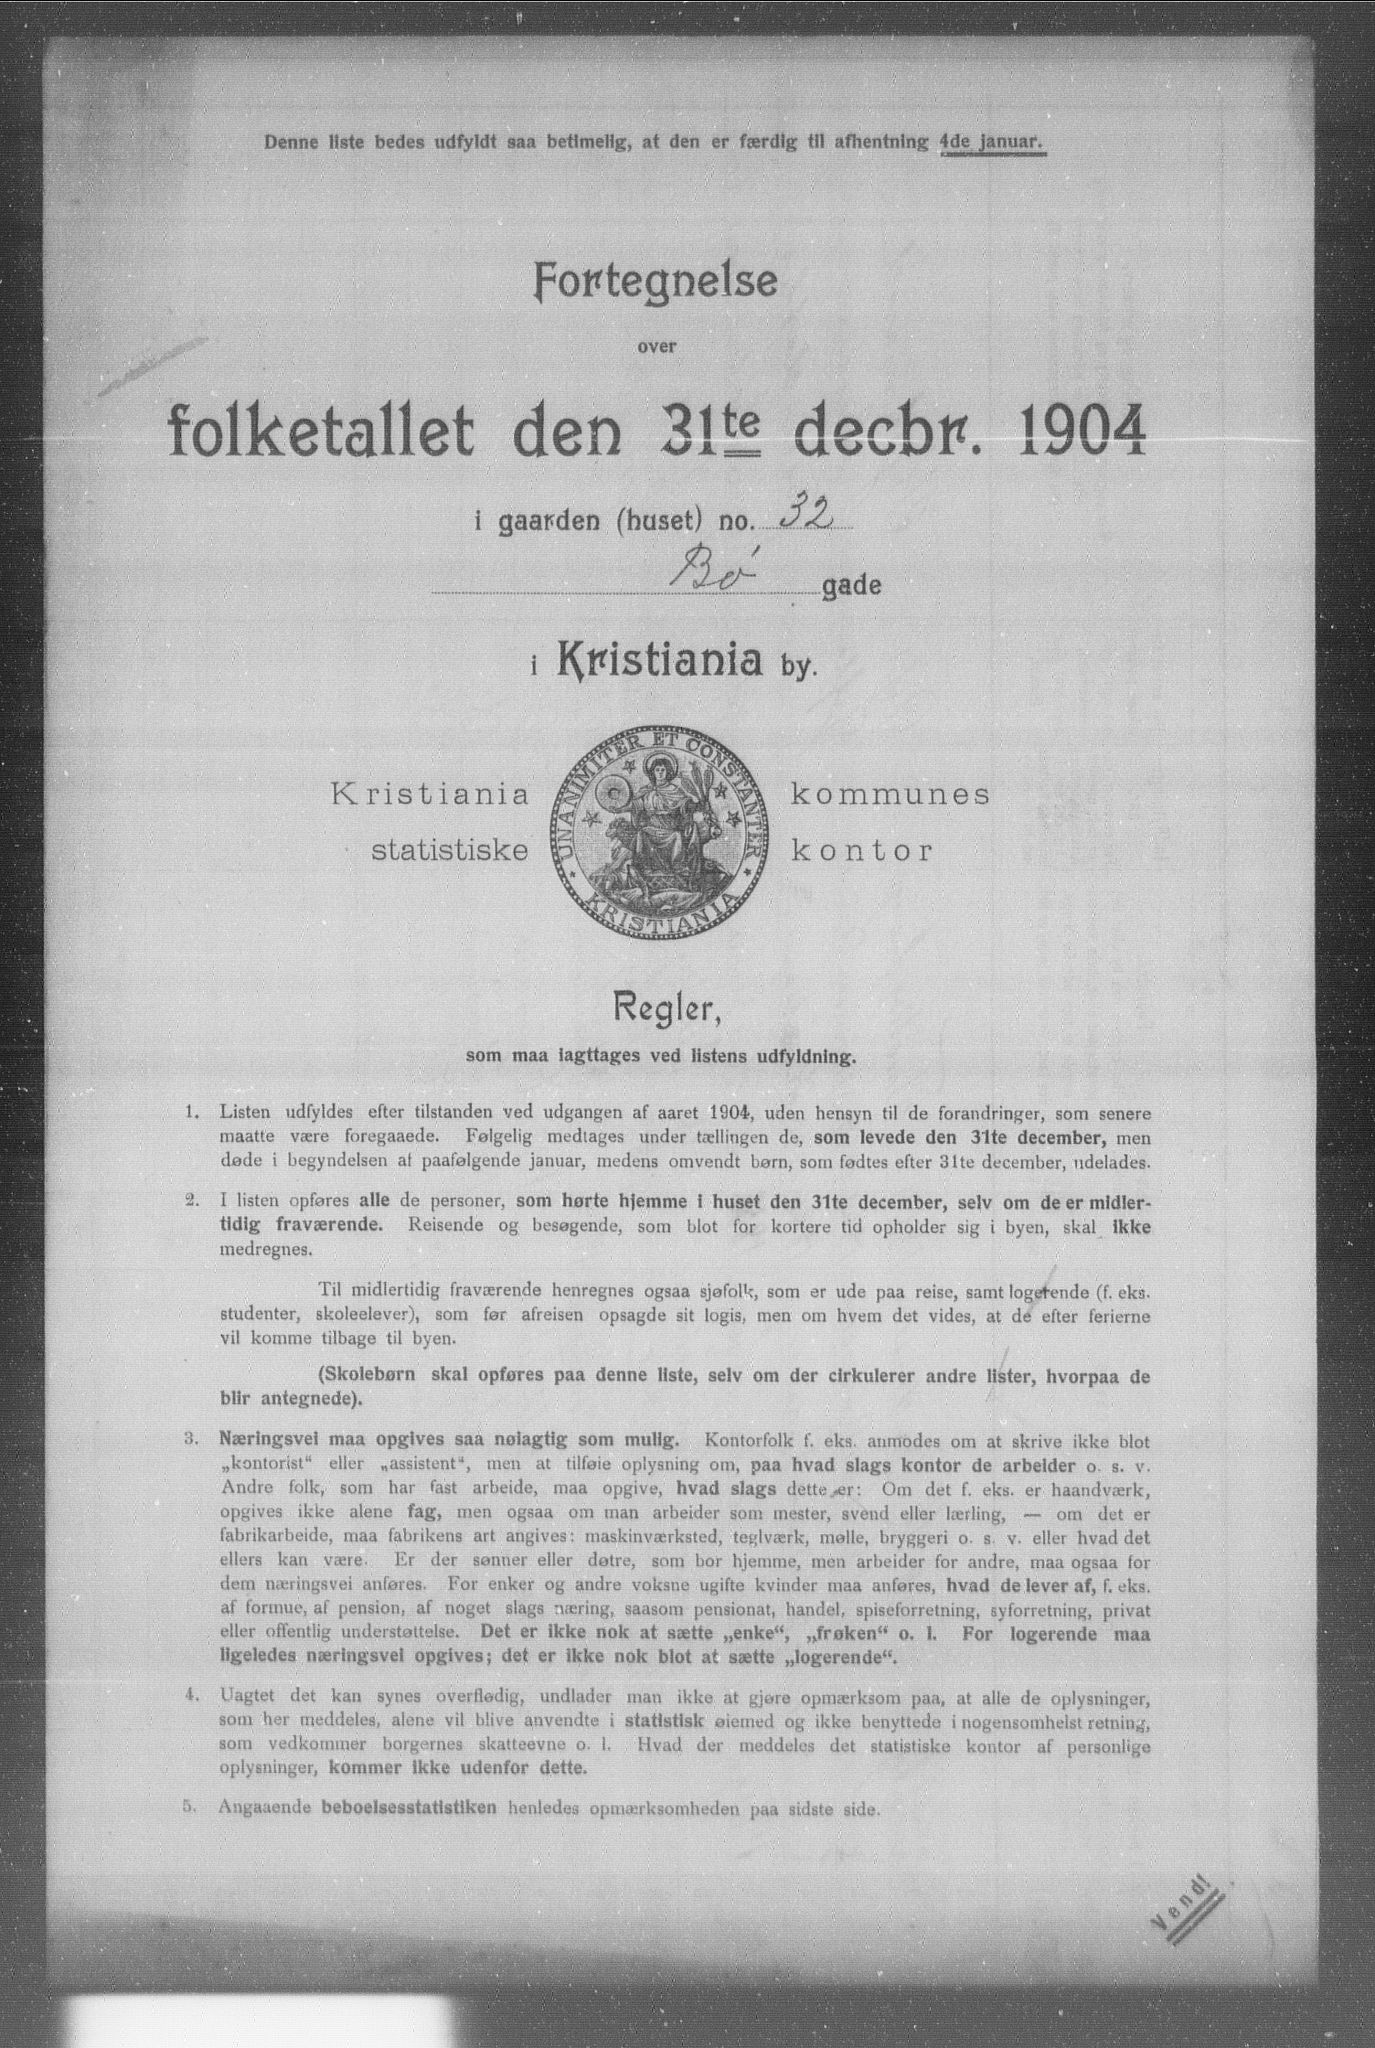 Denne liste bedes udfyldt saa betimelig, at den er færdig til afhentning 4de januar.
Fortegnelse
over
folketallet den 31te decbr. 1904
i gaarden (huset) no. 32
Bø gade
i Kristiania by.
Kristiania kommunes
statistiske kontor
UNANIMITER ET CONSTANTER
KRISTIANIA
Regler,
som maa iagttages ved listens udfyldning.
1. Listen udfyldes efter tilstanden ved udgangen af aaret 1904, uden hensyn til de forandringer, som senere
maatte være foregaaede. Følgelig medtages under tællingen de, som levede den 31te december, men
døde i begyndelsen af paafølgende januar, medens omvendt børn, som fødtes efter 31te december, udelades.
2. I listen opføres alle de personer, som hørte hjemme i huset den 31te december, selv om de er midler-
tidig fraværende. Reisende og besøgende, som blot for kortere tid opholder sig i byen, skal ikke
medregnes.
Til midlertidig fraværende henregnes ogsaa sjøfolk, som er ude paa reise, samt logerende (f. eks.
studenter, skoleelever), som før afreisen opsagde sit logis, men om hvem det vides, at de efter ferierne
vil komme tilbage til byen.
(Skolebørn skal opføres paa denne liste, selv om der cirkulerer andre lister, hvorpaa de
blir antegnede).
3. Næringsvei maa opgives saa nøiagtig som mulig. Kontorfolk f. eks. anmodes om at skrive ikke blot
„kontorist“ eller „assistent“, men at tilføie oplysning om, paa hvad slags kontor de arbeider o. s. v.
Andre folk, som har fast arbeide, maa opgive, hvad slags dette er: Om det f. eks. er haandværk,
opgives ikke alene fag, men ogsaa om man arbeider som mester, svend eller lærling, — om det er
fabrikarbeide, maa fabrikens art angives: maskinværksted, teglværk, mølle, bryggeri o. s. v. eller hvad det
ellers kan være. Er der sønner eller døtre, som bor hjemme, men arbeider for andre, maa ogsaa for
dem næringsvei anføres. For enker og andre voksne ugifte kvinder maa anføres, hvad de lever af, f. eks.
af formue, af pension, af noget slags næring, saasom pensionat, handel, spiseforretning, syforretning, privat
eller offentlig understøttelse. Det er ikke nok at sætte „enke“, „frøken“ o. l. For logerende maa
ligeledes næringsvei opgives; det er ikke nok blot at sætte „logerende“.
4. Uagtet det kan synes overflødig, undlader man ikke at gjøre opmærksom paa, at alle de oplysninger,
som her meddeles, alene vil blive anvendte i statistisk øiemed og ikke benyttede i nogensomhelst retning,
som vedkommer borgernes skatteevne o. l. Hvad der meddeles det statistiske kontor af personlige
oplysninger, kommer ikke udenfor dette.
5. Angaaende beboelsesstatistiken henledes opmærksomheden paa sidste side.
Vend!